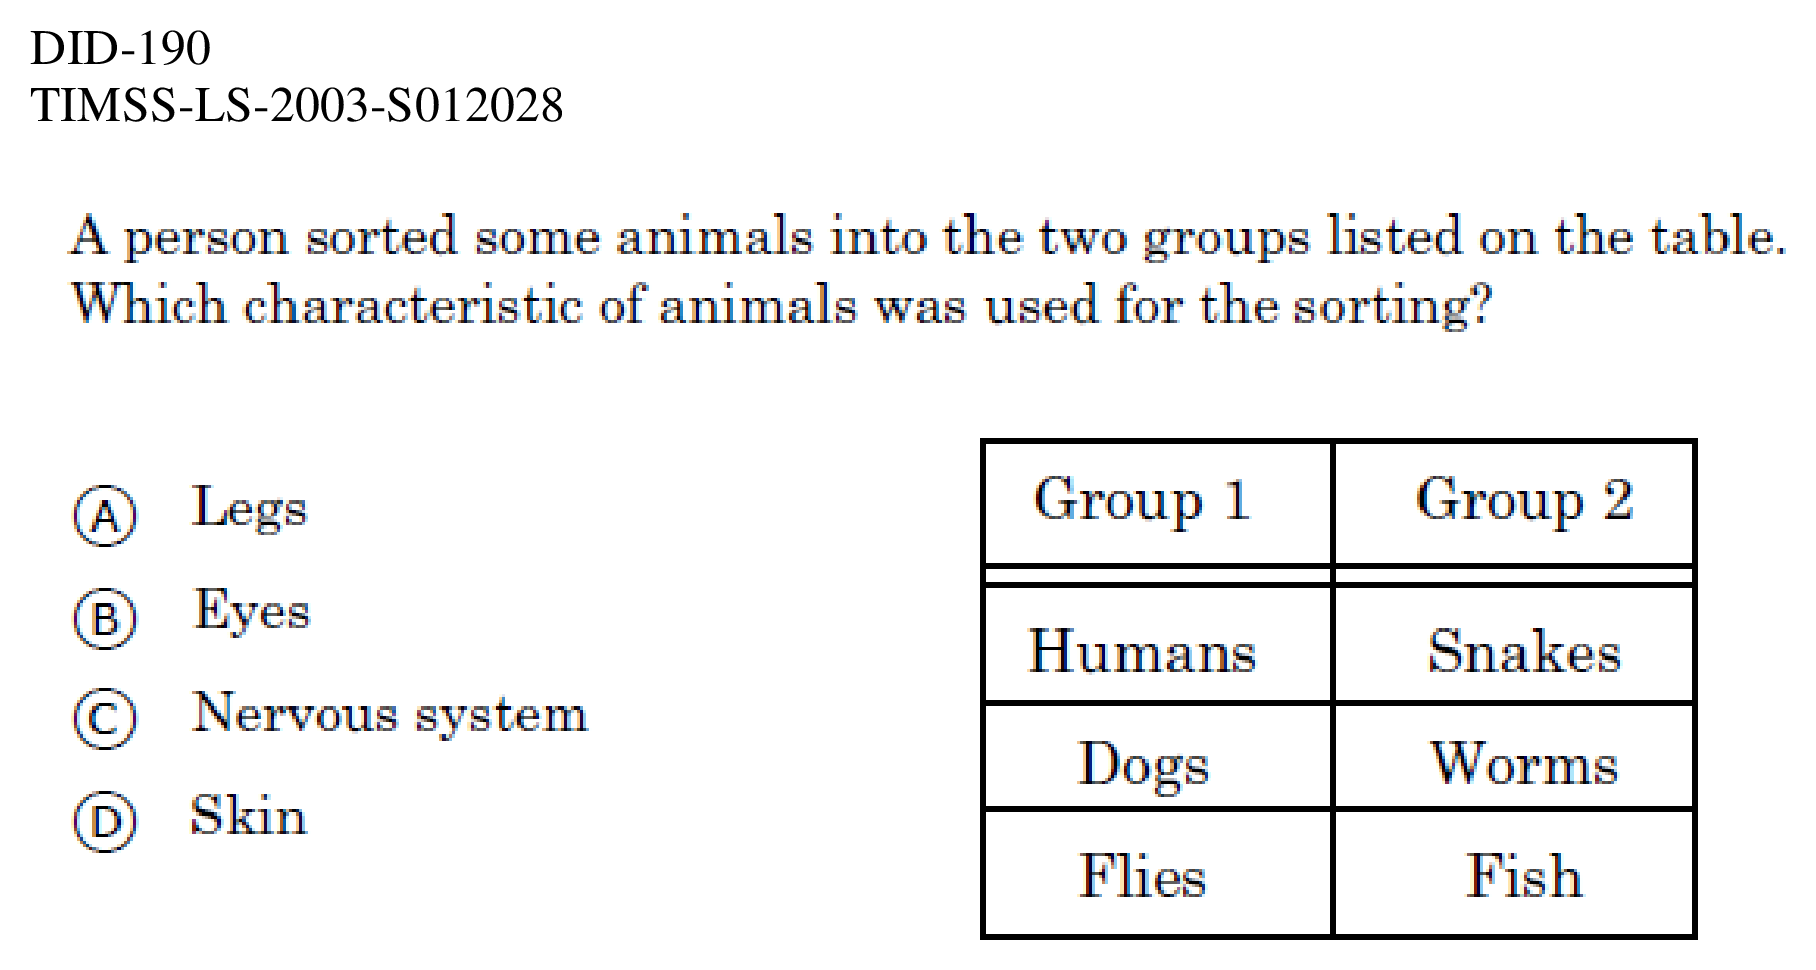 DID-190
TIMSS-LS-2003-S012028
A person sorted some animals into the two groups listed on the table.
Which characteristic of animals was used for the sorting?
A Legs
B Eyes
C Nervous system
D Skin
Group 1 Group 2
Humans Snakes
Dogs Worms
Flies Fish